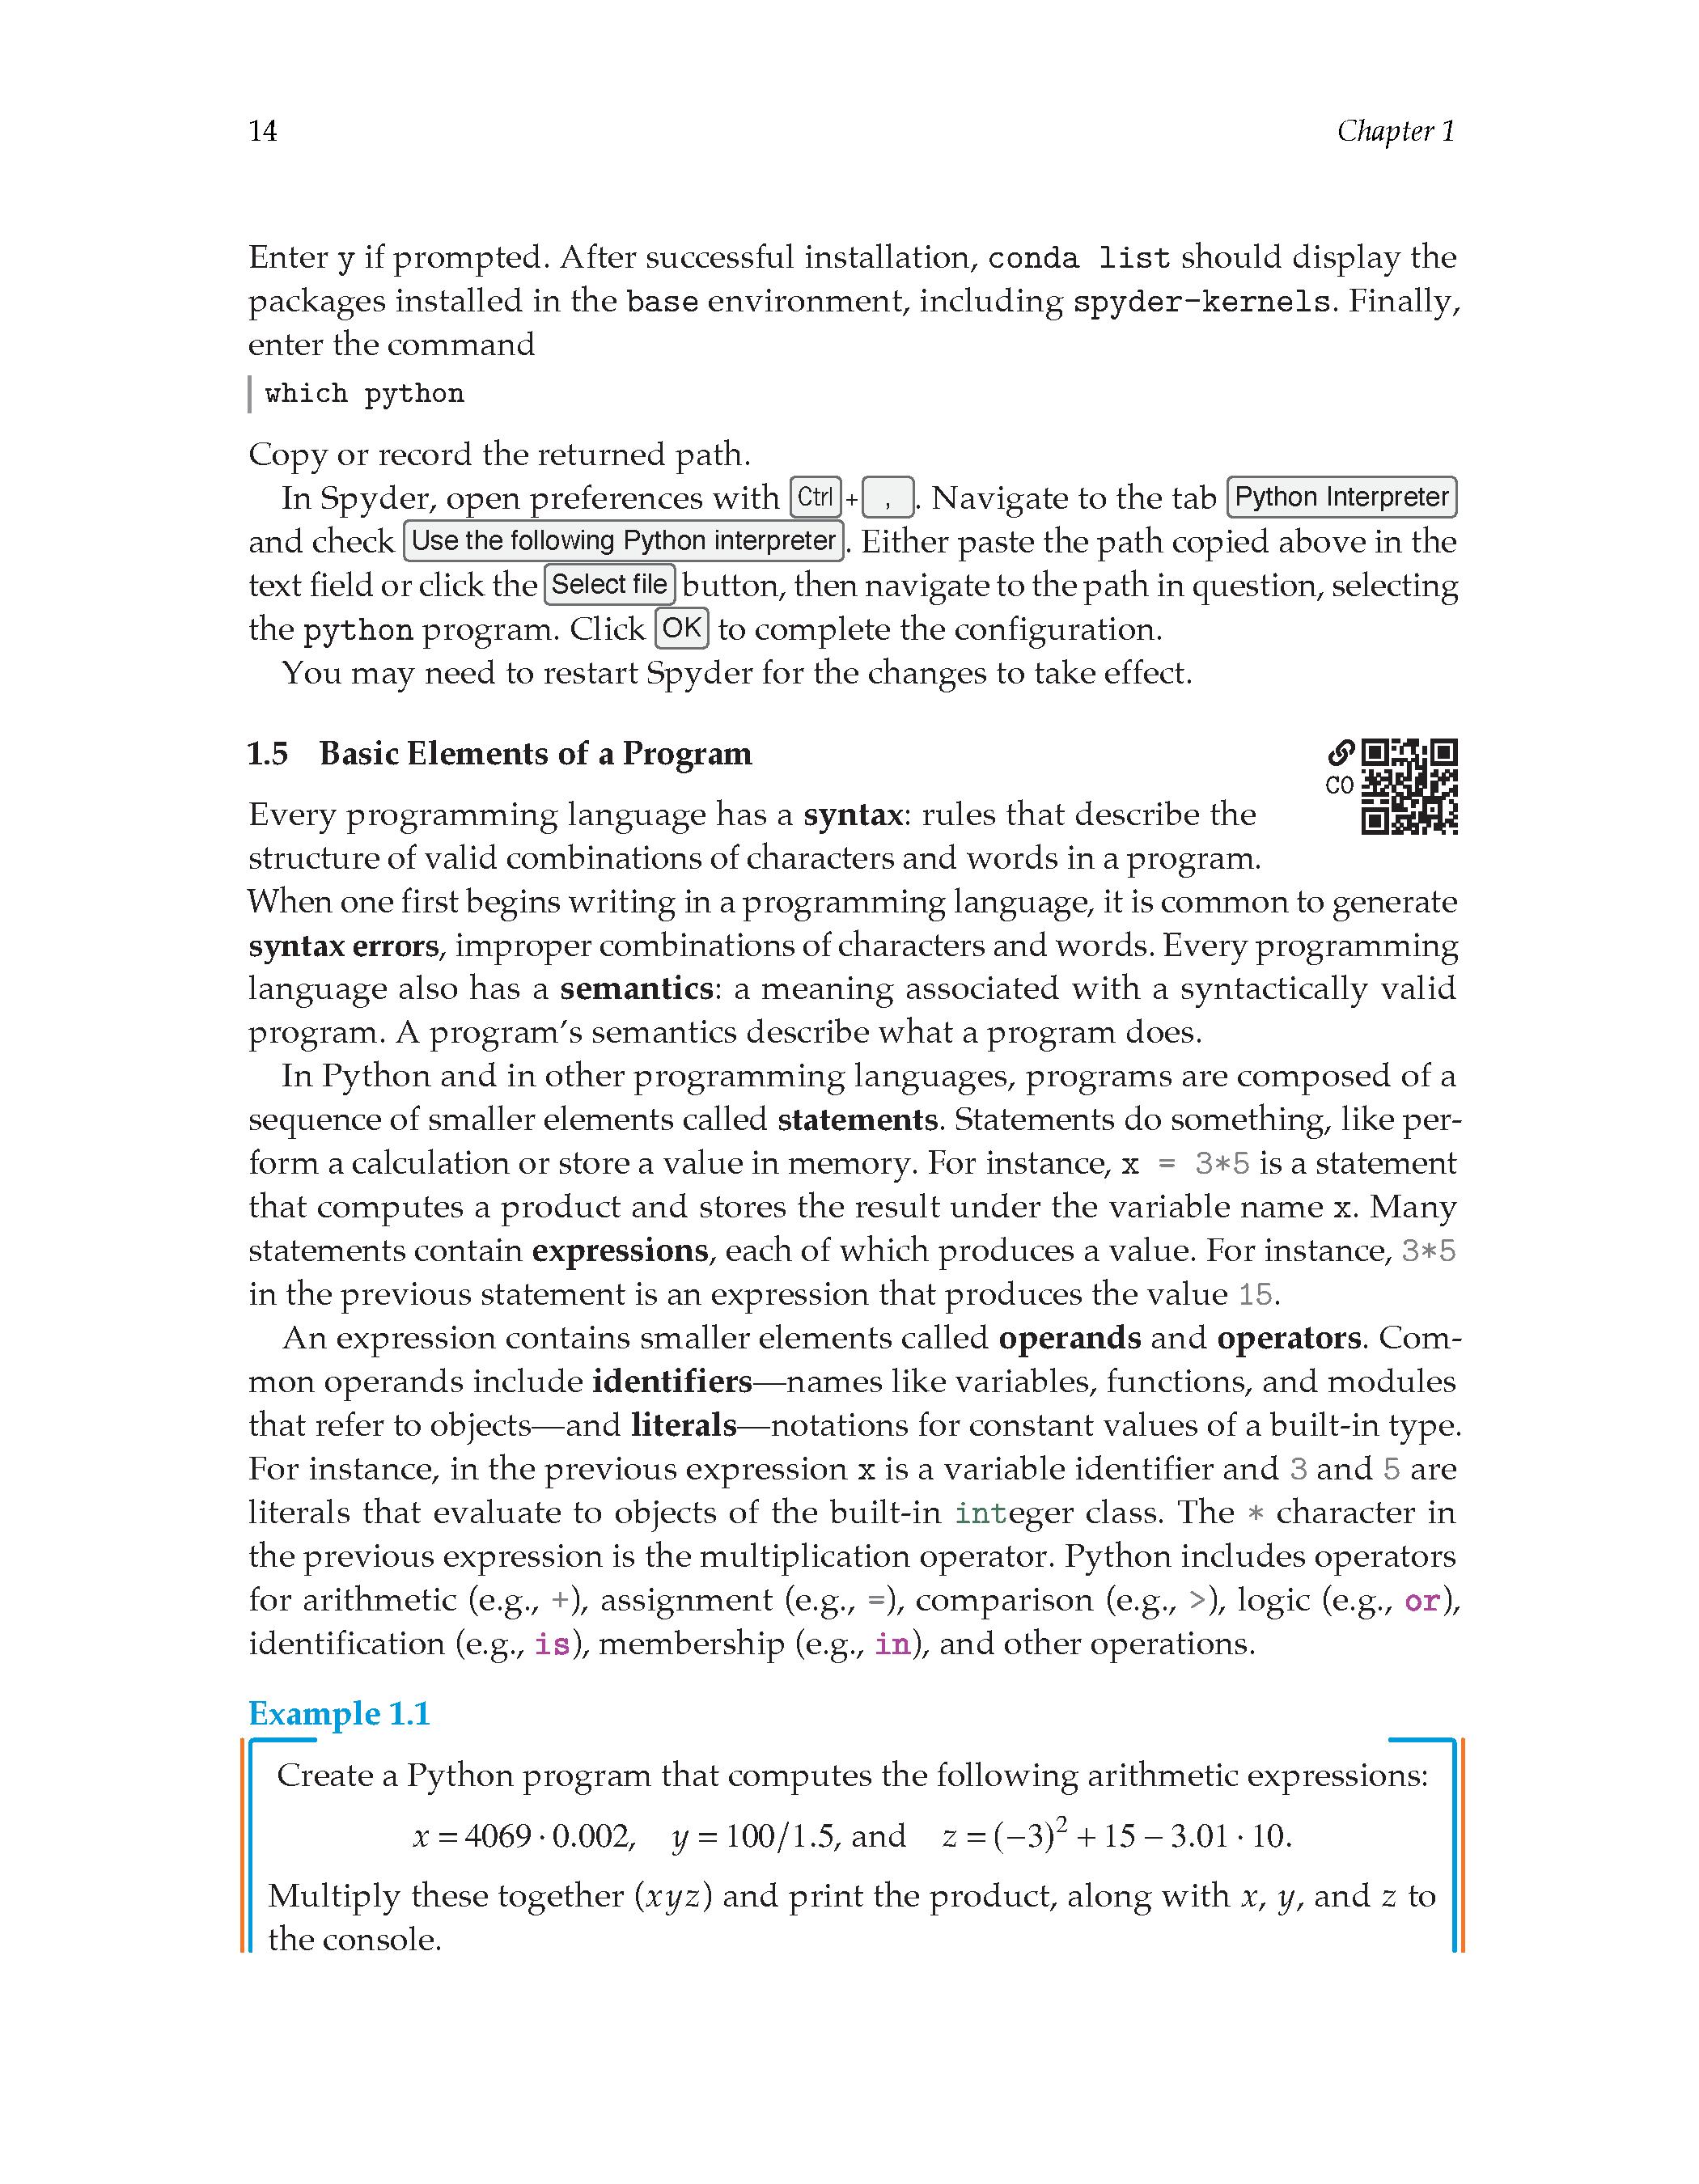 14 Chapter 1
Enter y if prompted. After successful installation, conda list should display the
packages installed in the base environment, including spyder-kernels. Finally,
enter the command
which python
Copy or record the returned path.
In Spyder, open preferences with Ctrl + , . Navigate to the tab Python Interpreter
and check Use the following Python interpreter. Either paste the path copied above in the
text field or click the Select file button, then navigate to the path in question, selecting
the python program. Click OK to complete the configuration.
You may need to restart Spyder for the changes to take effect.
1.5 Basic Elements of a Program
C0
Every programming language has a syntax: rules that describe the
structure of valid combinations of characters and words in a program.
When one first begins writing in a programming language, it is common to generate
syntax errors, improper combinations of characters and words. Every programming
language also has a semantics: a meaning associated with a syntactically valid
program. A program's semantics describe what a program does.
In Python and in other programming languages, programs are composed of a
sequence of smaller elements called statements. Statements do something, like per-
form a calculation or store a value in memory. For instance, x = 3*5 is a statement
that computes a product and stores the result under the variable name x. Many
statements contain expressions, each of which produces a value. For instance, 3*5
in the previous statement is an expression that produces the value 15.
An expression contains smaller elements called operands and operators. Com-
mon operands include identifiers—names like variables, functions, and modules
that refer to objects—and literals—notations for constant values of a built-in type.
For instance, in the previous expression x is a variable identifier and 3 and 5 are
literals that evaluate to objects of the built-in integer class. The * character in
the previous expression is the multiplication operator. Python includes operators
for arithmetic (e.g., +), assignment (e.g., =), comparison (e.g., >), logic (e.g., or),
identification (e.g., is), membership (e.g., in), and other operations.
Example 1.1
Create a Python program that computes the following arithmetic expressions:
x = 4069 · 0.002, y = 100/1.5, and z = (−3)² + 15 − 3.01 · 10.
Multiply these together (xyz) and print the product, along with x, y, and z to
the console.